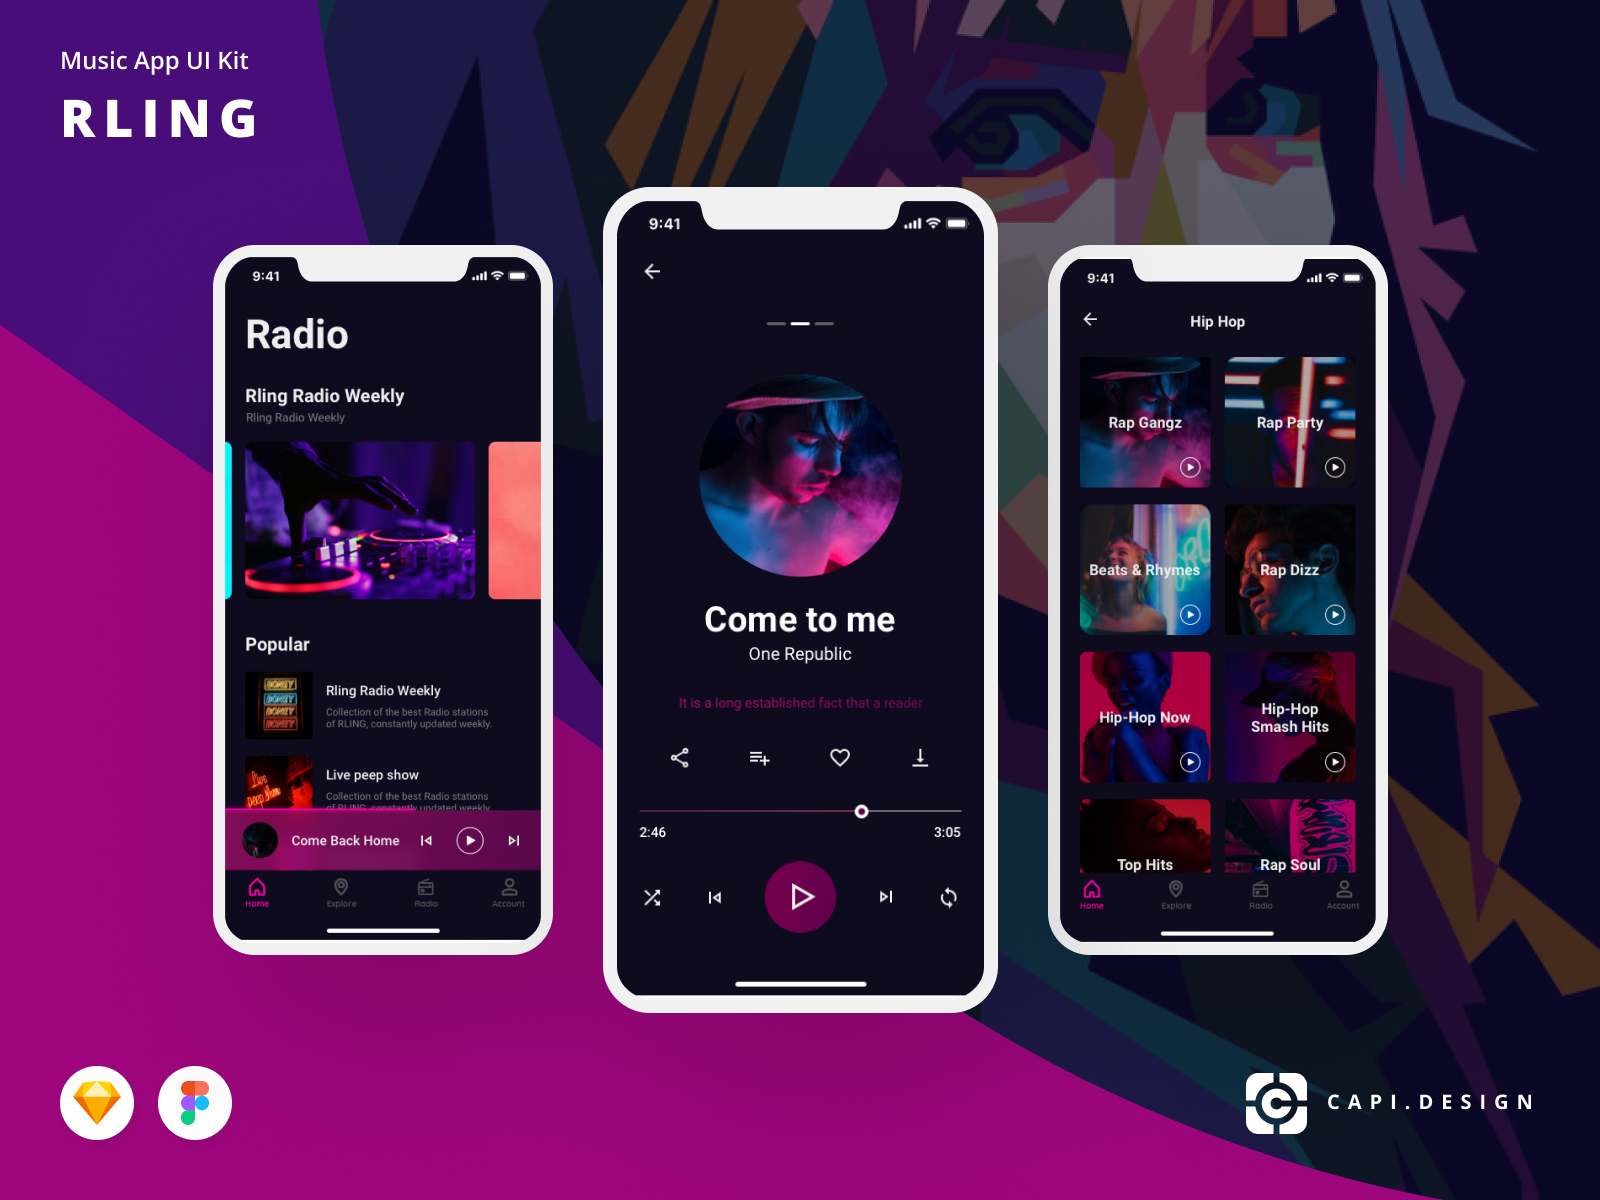 Music App UI Kit
RLING
9:41
Radio
Rling Radio Weekly
Rling Radio Weekly
Popular
Rling Radio Weekly
Collection of the best Radio stations
of RLING, constantly updated weekly.
Live peep show
Collection of the best Radio stations
of RLING, constantly updated weekly.
Come Back Home
Home
Explore
Radio
Account
9:41
Come to me
One Republic
It is a long established fact that a reader
2:46
3:05
9:41
Hip Hop
Rap Gangz
Rap Party
Beats & Rhymes
Rap Dizz
Hip-Hop Now
Hip-Hop
Smash Hits
Top Hits
Rap Soul
Home
Explore
Radio
Account
CAPI.DESIGN